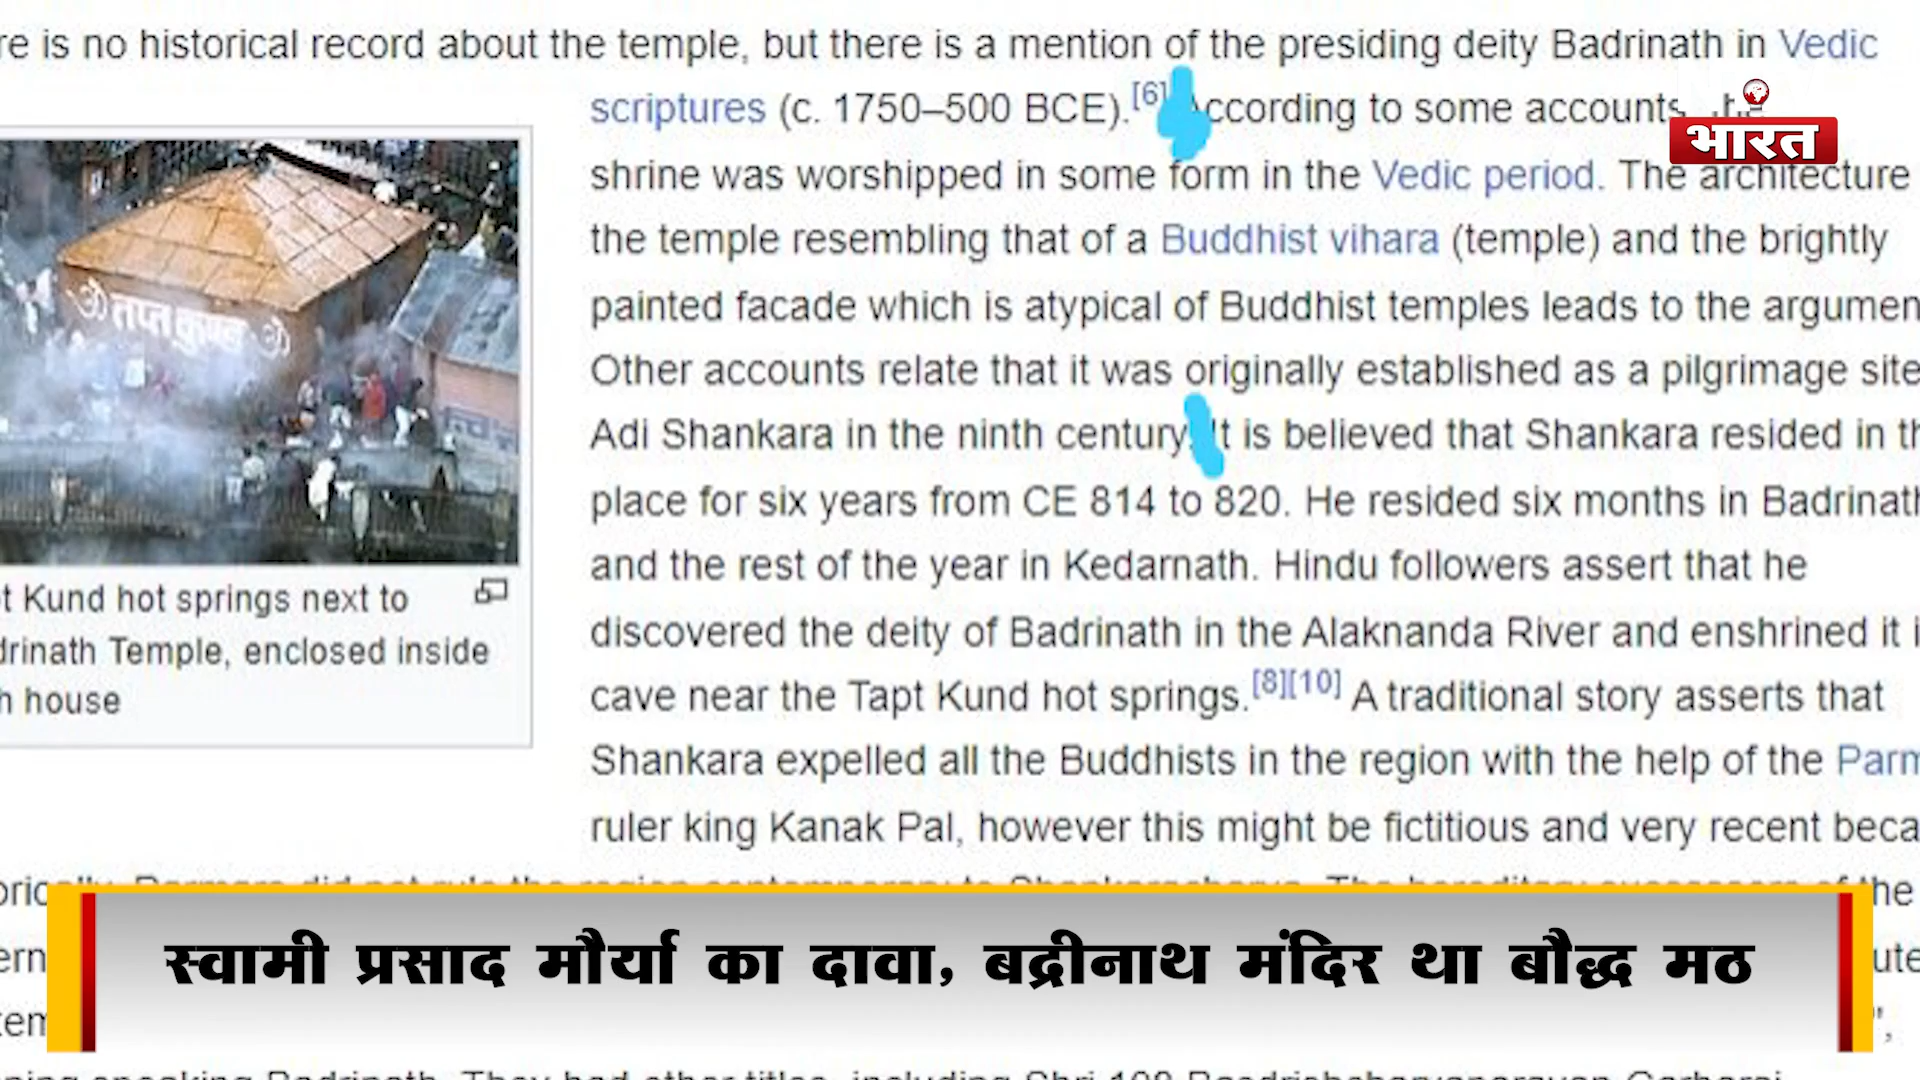 re is no historical record about the temple, but there is a mention of the presiding deity Badrinath in Vedic
scriptures (c. 1750–500 BCE).[6] ccording to some accounts
भारत
shrine was worshipped in some form in the Vedic period. The architecture
the temple resembling that of a Buddhist vihara (temple) and the brightly
painted facade which is atypical of Buddhist temples leads to the argumen
Other accounts relate that it was originally established as a pilgrimage site
Adi Shankara in the ninth century. It is believed that Shankara resided in th
place for six years from CE 814 to 820. He resided six months in Badrinath
and the rest of the year in Kedarnath. Hindu followers assert that he
discovered the deity of Badrinath in the Alaknanda River and enshrined it i
cave near the Tapt Kund hot springs.[8][10] A traditional story asserts that
Shankara expelled all the Buddhists in the region with the help of the Parm
ruler king Kanak Pal, however this might be fictitious and very recent beca
ॐ तप्त कुण्ड ॐ
t Kund hot springs next to
drinath Temple, enclosed inside
h house
स्वामी प्रसाद मौर्या का दावा, बद्रीनाथ मंदिर था बौद्ध मठ